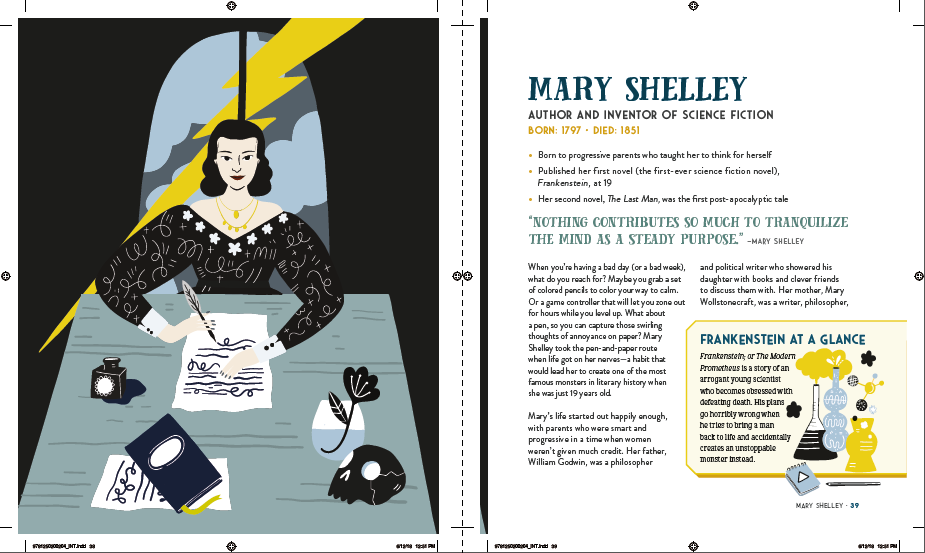 MARY SHELLEY
AUTHOR AND INVENTOR OF SCIENCE FICTION
BORN: 1797 • DIED: 1851
• Born to progressive parents who taught her to think for herself
• Published her first novel (the first-ever science fiction novel),
Frankenstein, at 19
• Her second novel, The Last Man, was the first post-apocalyptic tale
“NOTHING CONTRIBUTES SO MUCH TO TRANQUILIZE
THE MIND AS A STEADY PURPOSE.” –MARY SHELLEY
When you’re having a bad day (or a bad week),
what do you reach for? Maybe you grab a set
of colored pencils to color your way to calm.
Or a game controller that will let you zone out
for hours while you level up. What about
a pen, so you can capture those swirling
thoughts of annoyance on paper? Mary
Shelley took the pen-and-paper route
when life got on her nerves—a habit that
would lead her to create one of the most
famous monsters in literary history when
she was just 19 years old.
Mary’s life started out happily enough,
with parents who were smart and
progressive in a time when women
weren’t given much credit. Her father,
William Godwin, was a philosopher
and political writer who showered his
daughter with books and clever friends
to discuss them with. Her mother, Mary
Wollstonecraft, was a writer, philosopher,
FRANKENSTEIN AT A GLANCE
Frankenstein; or The Modern
Prometheus is a story of an
arrogant young scientist
who becomes obsessed with
defeating death. His plans
go horribly wrong when
he tries to bring a man
back to life and accidentally
creates an unstoppable
monster instead.
MARY SHELLEY • 39